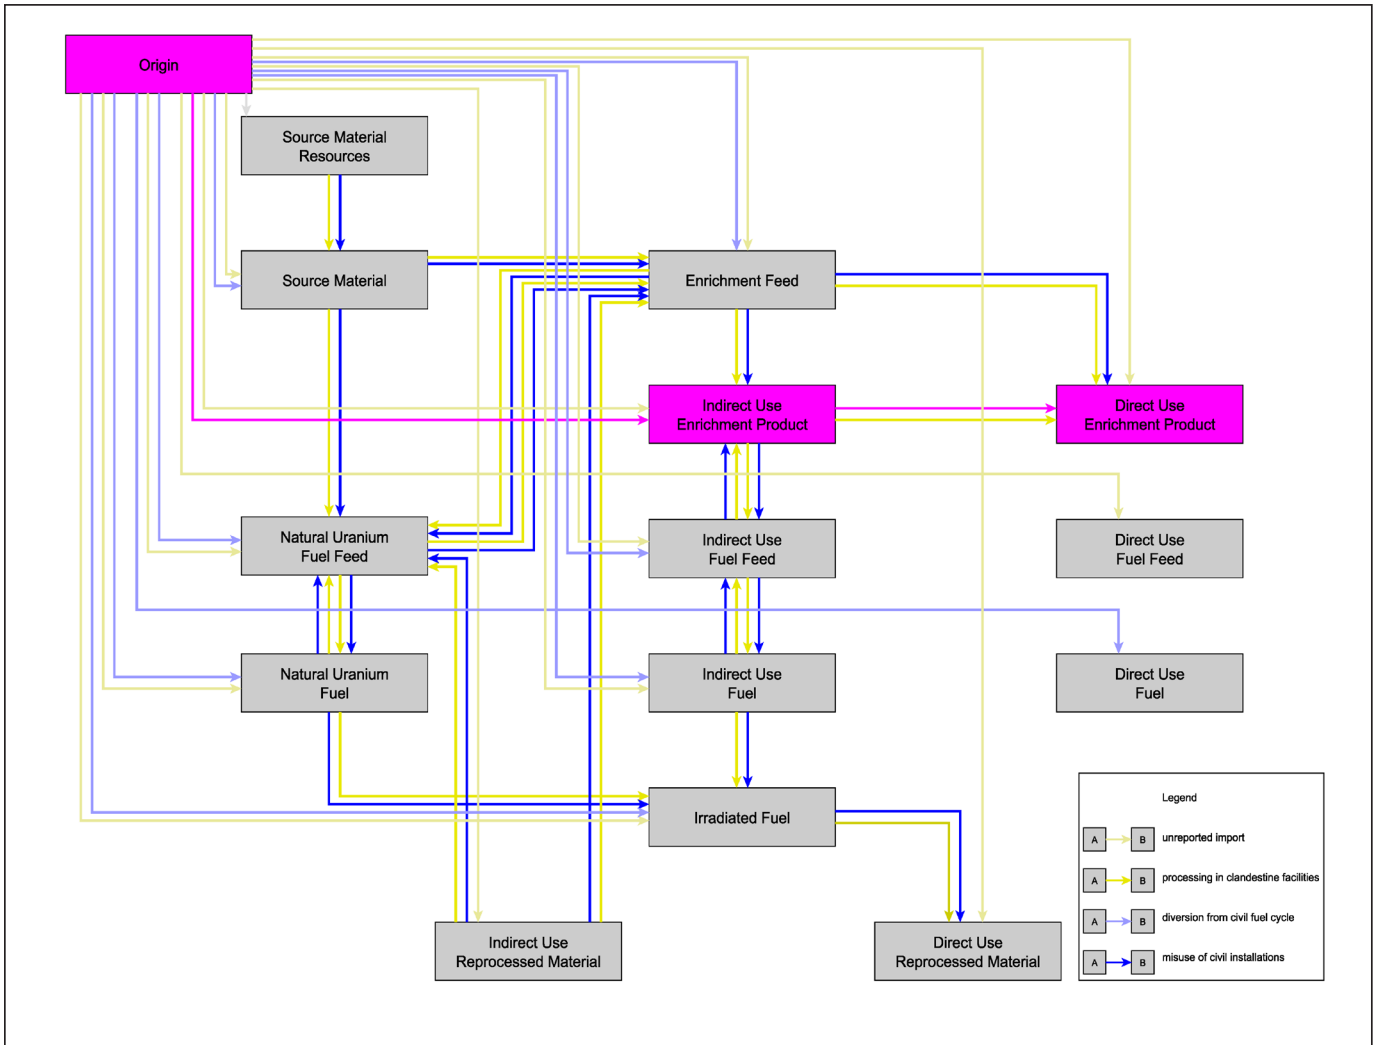 Origin
Source Material
Resources
Source Material
Enrichment Feed
Indirect Use
Enrichment Product
Direct Use
Enrichment Product
Natural Uranium
Fuel Feed
Indirect Use
Fuel Feed
Direct Use
Fuel Feed
Natural Uranium
Fuel
Indirect Use
Fuel
Direct Use
Fuel
Irradiated Fuel
Indirect Use
Reprocessed Material
Direct Use
Reprocessed Material
Legend
A B unreported import
A B processing in clandestine facilities
A B diversion from civil fuel cycle
A B misuse of civil installations